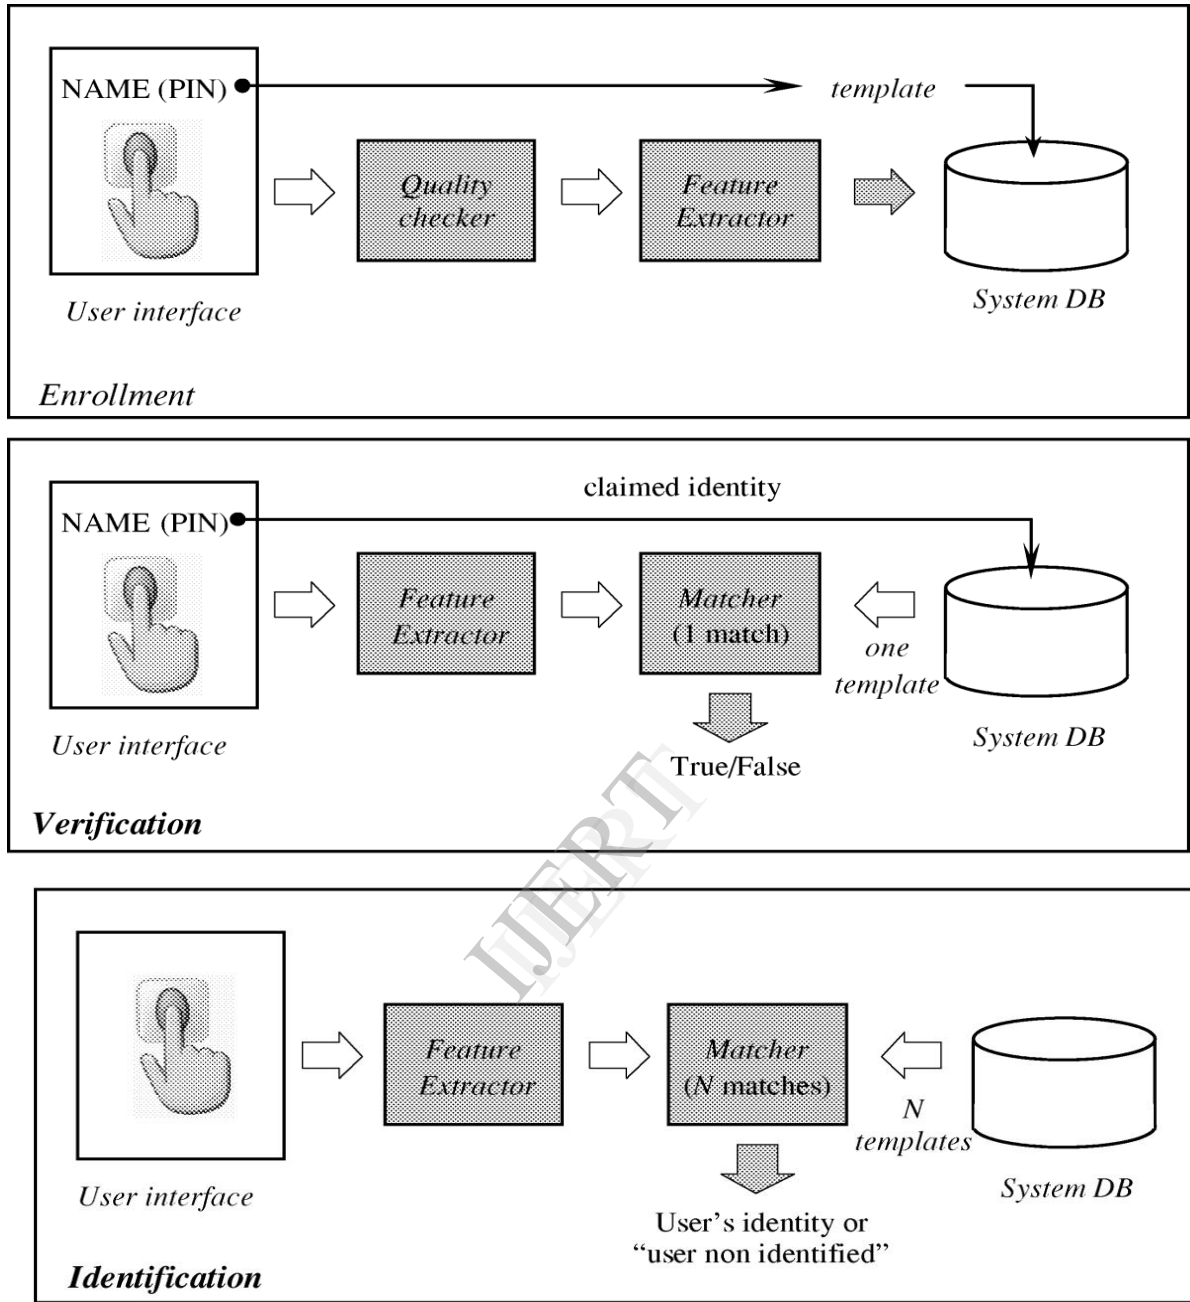 NAME (PIN)
template
Quality
checker
Feature
Extractor
User interface
System DB
Enrollment
claimed identity
NAME (PIN)
Feature
Extractor
Matcher
(1 match)
one
template
User interface
System DB
True/False
Verification
IJERT
Feature
Extractor
Matcher
(N matches)
N
templates
User interface
System DB
User’s identity or
“user non identified”
Identification